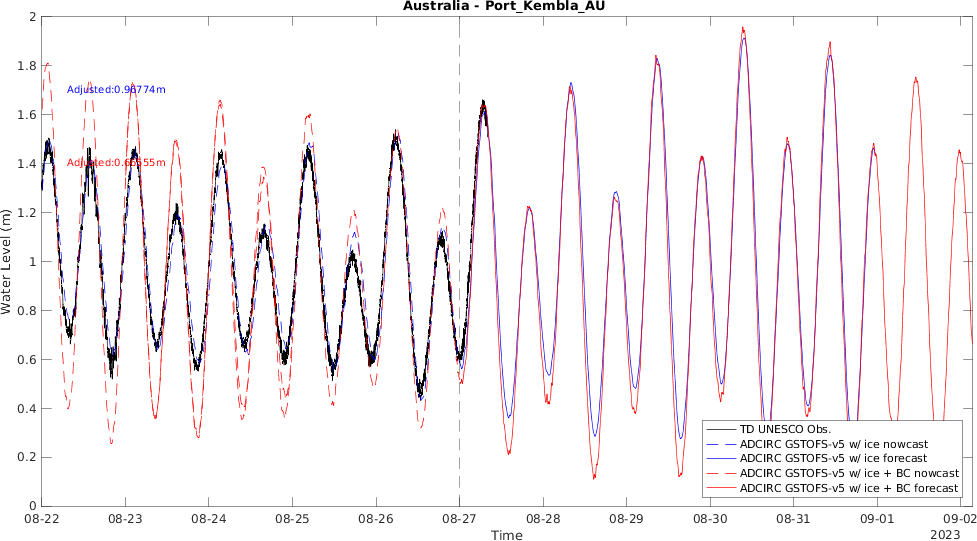 Australia - Port_Kembla_AU
2
1.8
1.6
1.4
1.2
1
0.8
0.6
0.4
0.2
0
Water Level (m)
Adjusted:0.96774m
TD UNESCO Obs.
ADCIRC GSTOFS-v5 w/ ice nowcast
ADCIRC GSTOFS-v5 w/ ice forecast
ADCIRC GSTOFS-v5 w/ ice + BC nowcast
ADCIRC GSTOFS-v5 w/ ice + BC forecast
08-22 08-23 08-24 08-25 08-26 08-27 08-28 08-29 08-30 08-31 09-01 09-02
Time
2023